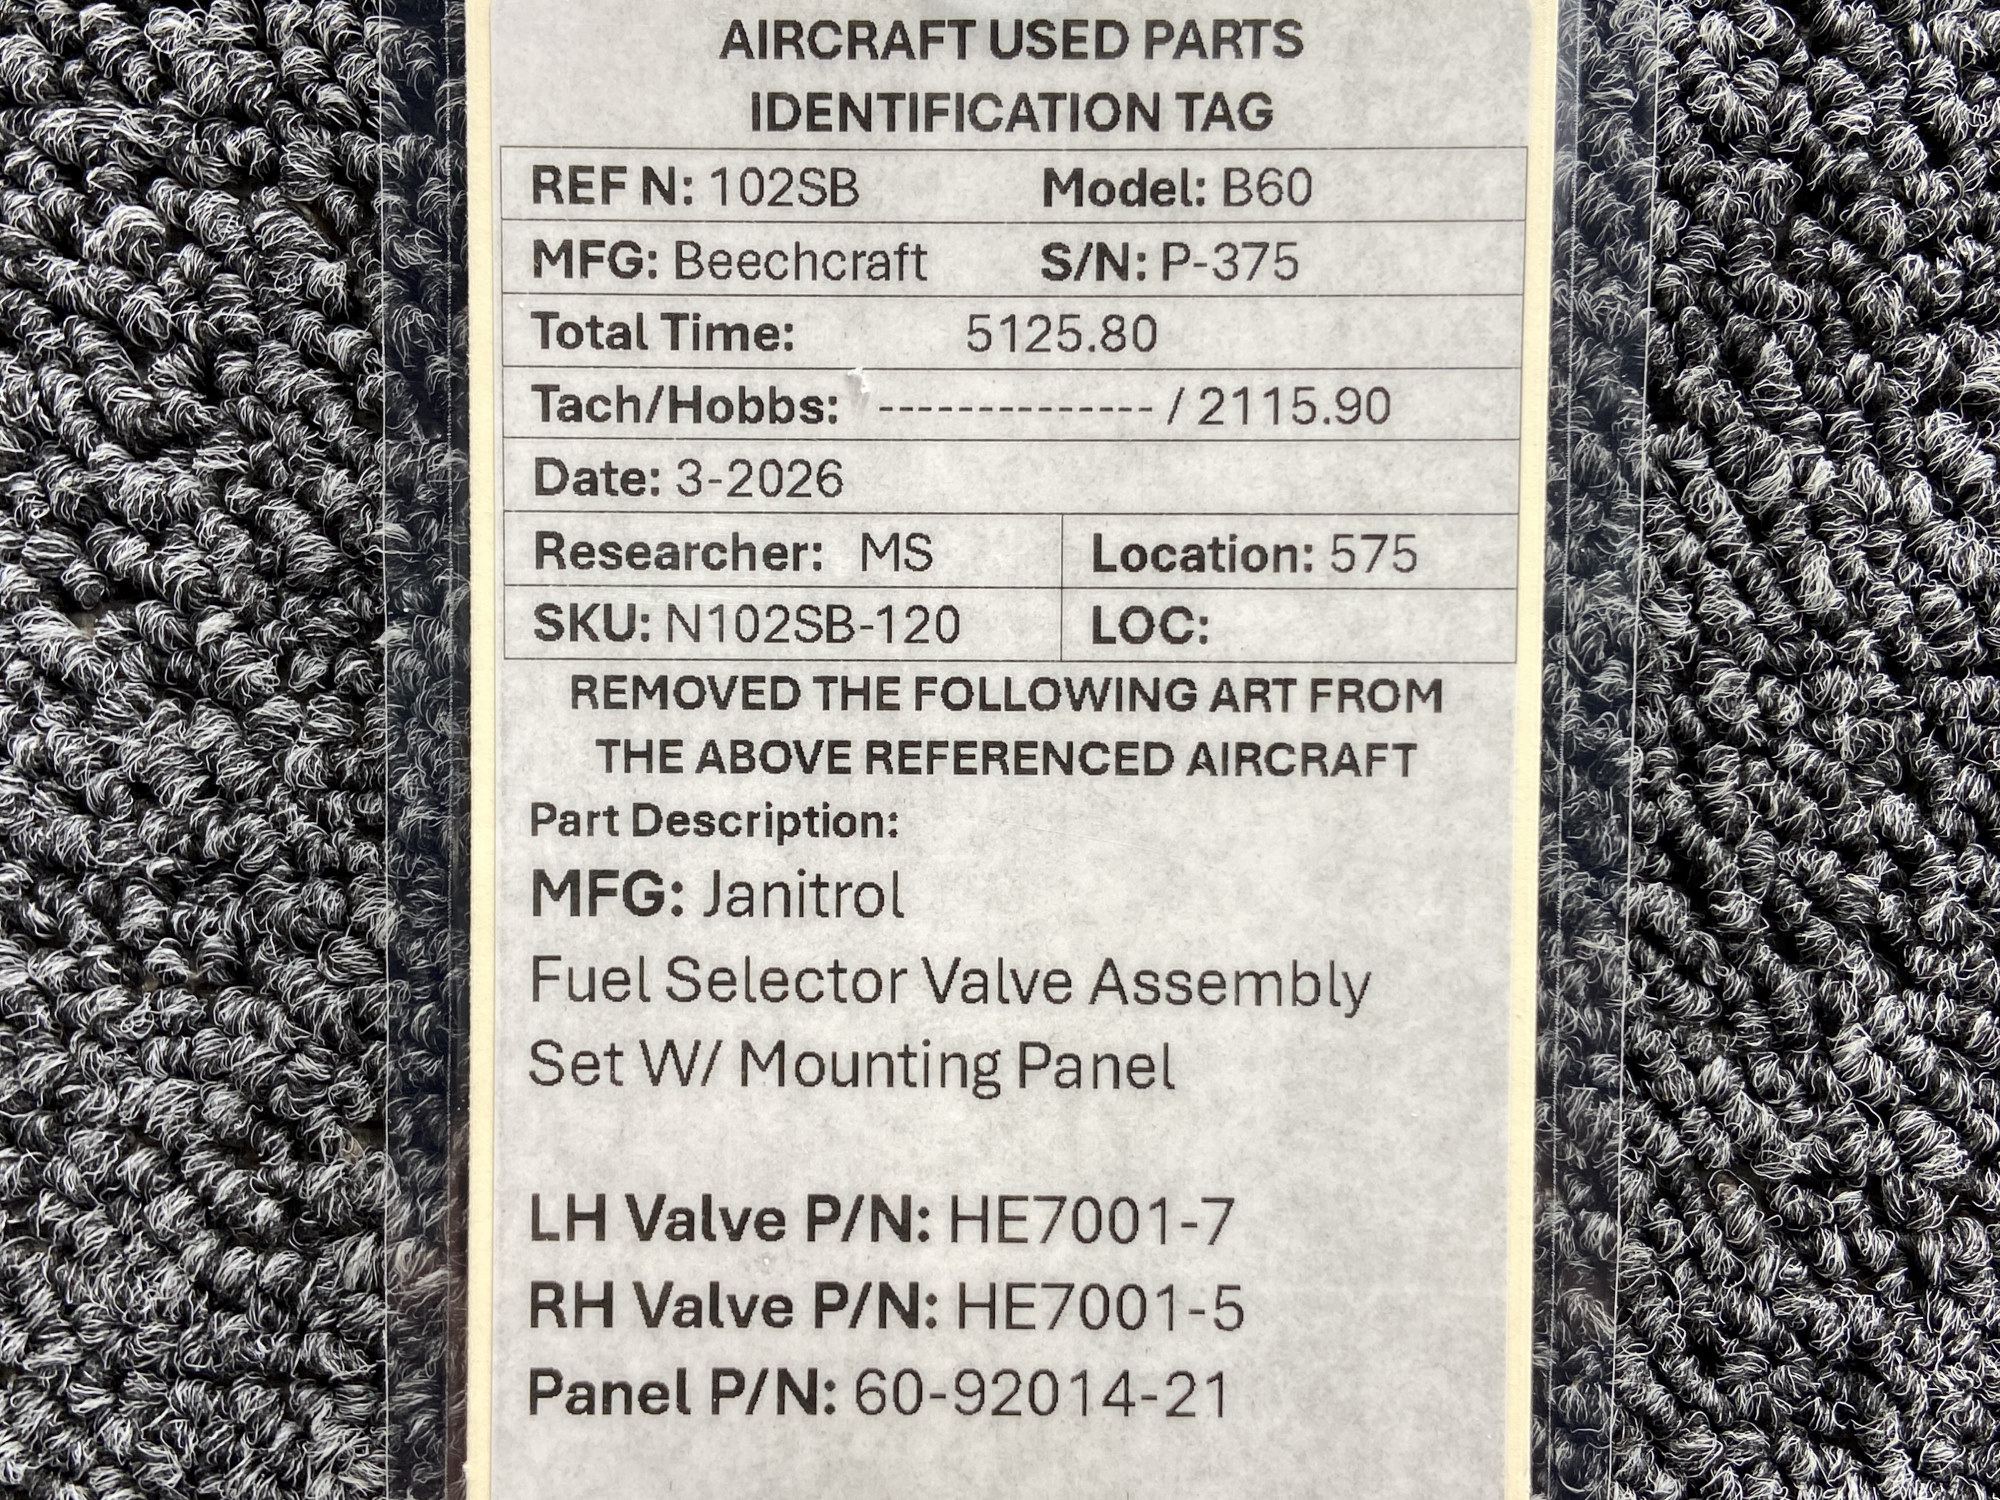 AIRCRAFT USED PARTS
IDENTIFICATION TAG
REF N: 102SB Model: B60
MFG: Beechcraft S/N: P-375
Total Time: 5125.80
Tach/Hobbs: -------------- / 2115.90
Date: 3-2026
Researcher: MS Location: 575
SKU: N102SB-120 LOC:
REMOVED THE FOLLOWING ART FROM
THE ABOVE REFERENCED AIRCRAFT
Part Description:
MFG: Janitrol
Fuel Selector Valve Assembly
Set W/ Mounting Panel
LH Valve P/N: HE7001-7
RH Valve P/N: HE7001-5
Panel P/N: 60-92014-21